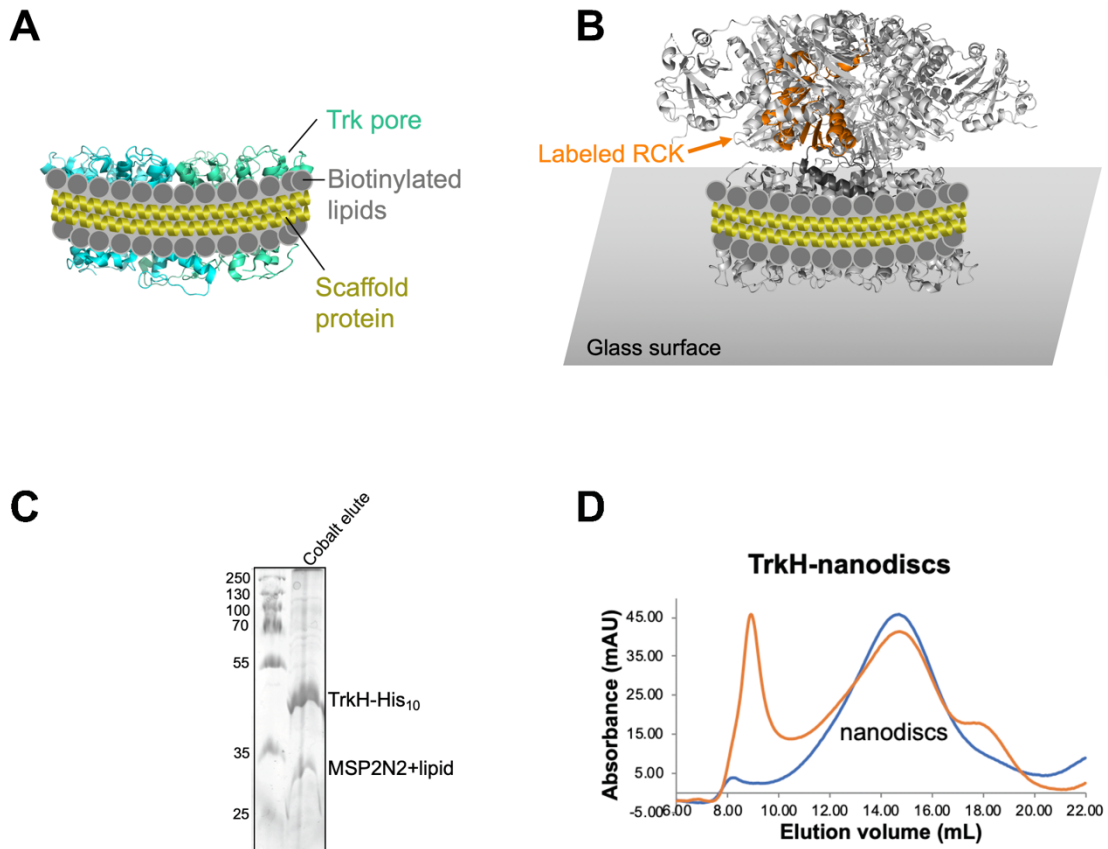 A
Trk pore
Biotinylated
lipids
Scaffold
protein
B
Labeled RCK
Glass surface
C
Cobalt elute
250
130
100
70
55
35
25
TrkH-His10
MSP2N2+lipid
D
TrkH-nanodiscs
Absorbance (mAU)
45.00
35.00
25.00
15.00
5.00
-5.00
nanodiscs
6.00 8.00 10.00 12.00 14.00 16.00 18.00 20.00 22.00
Elution volume (mL)